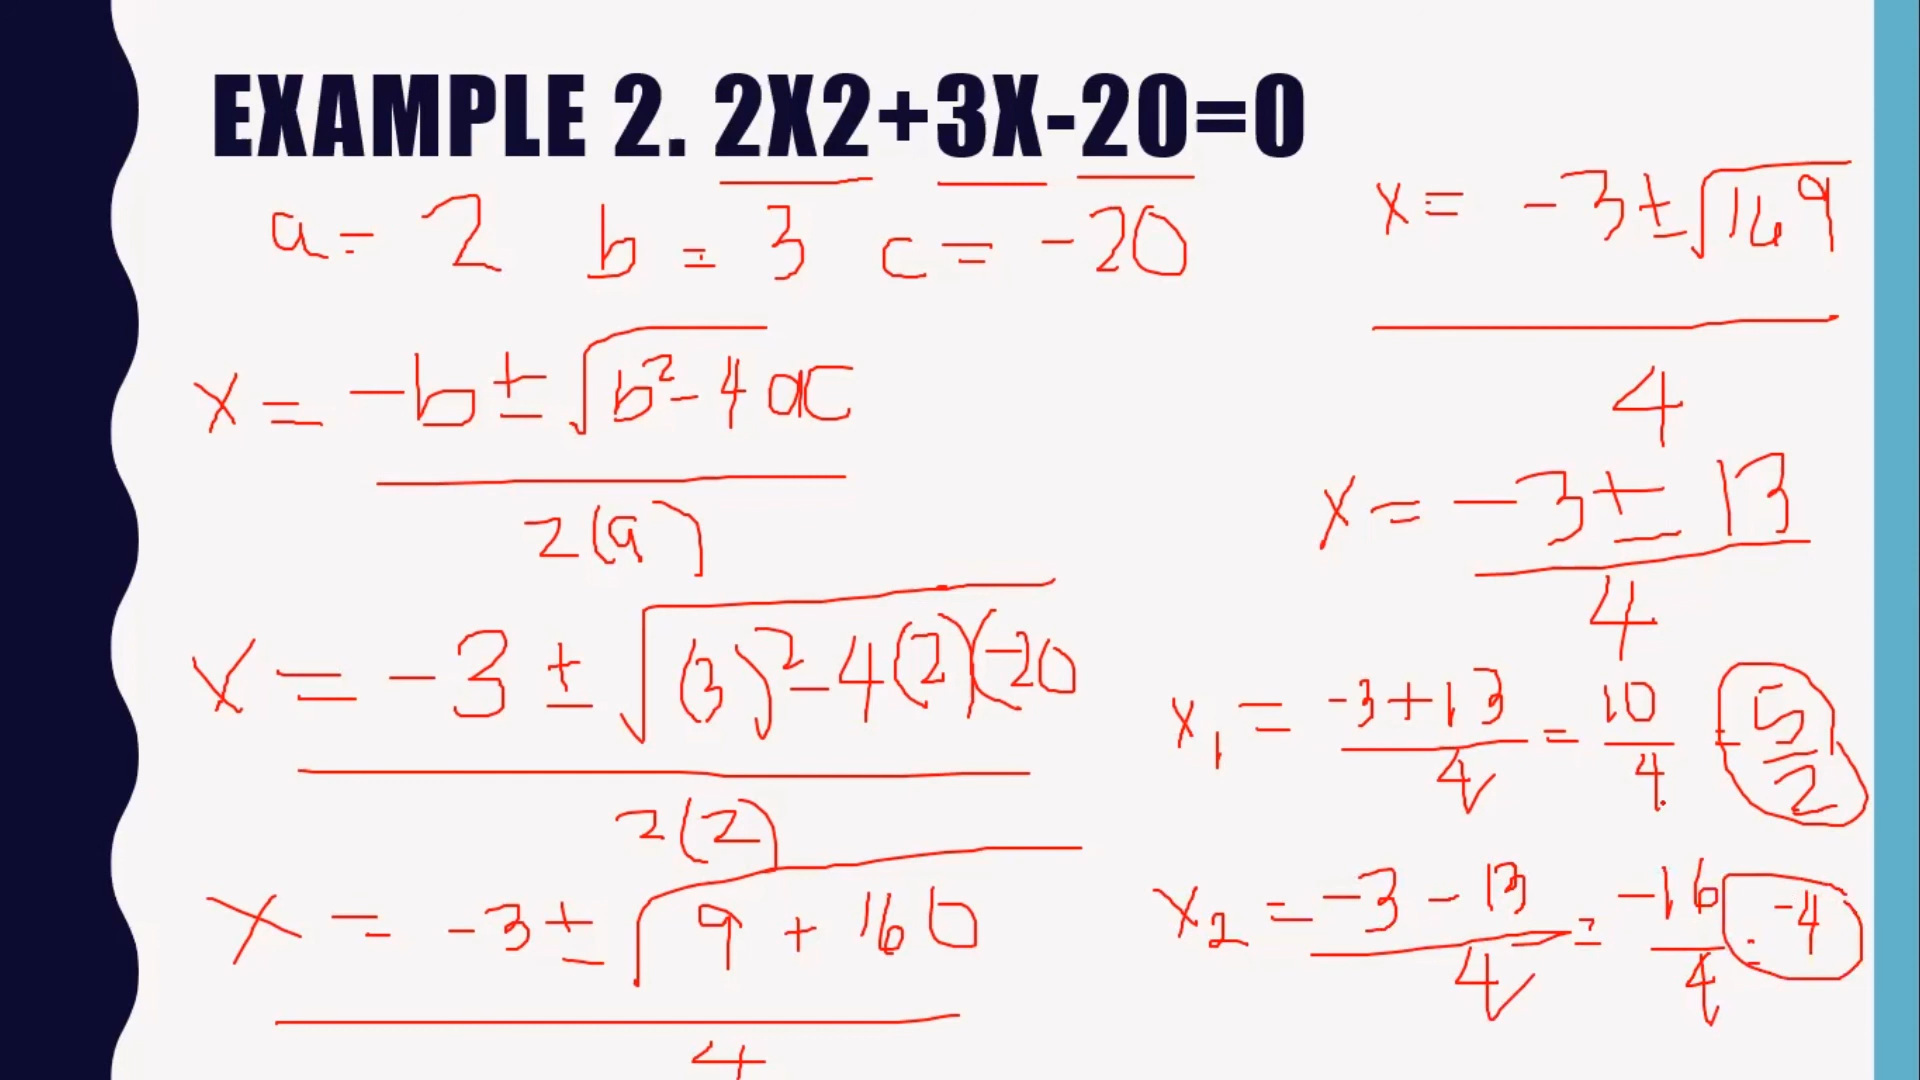 EXAMPLE 2. 2X2+3X-20=0
a = 2 b = 3 c = -20
x = -b ± √b² - 4ac
2(a)
x = -3 ± √(3)² - 4(2)(-20
2(2)
x = -3 ± √9 + 160
4
x = -3 ± √169
4
x = -3 ± 13
4
x₁ = -3 + 13 = 10 = 5
4 4 2
x₂ = -3 - 13 = -16 = -4
4 4